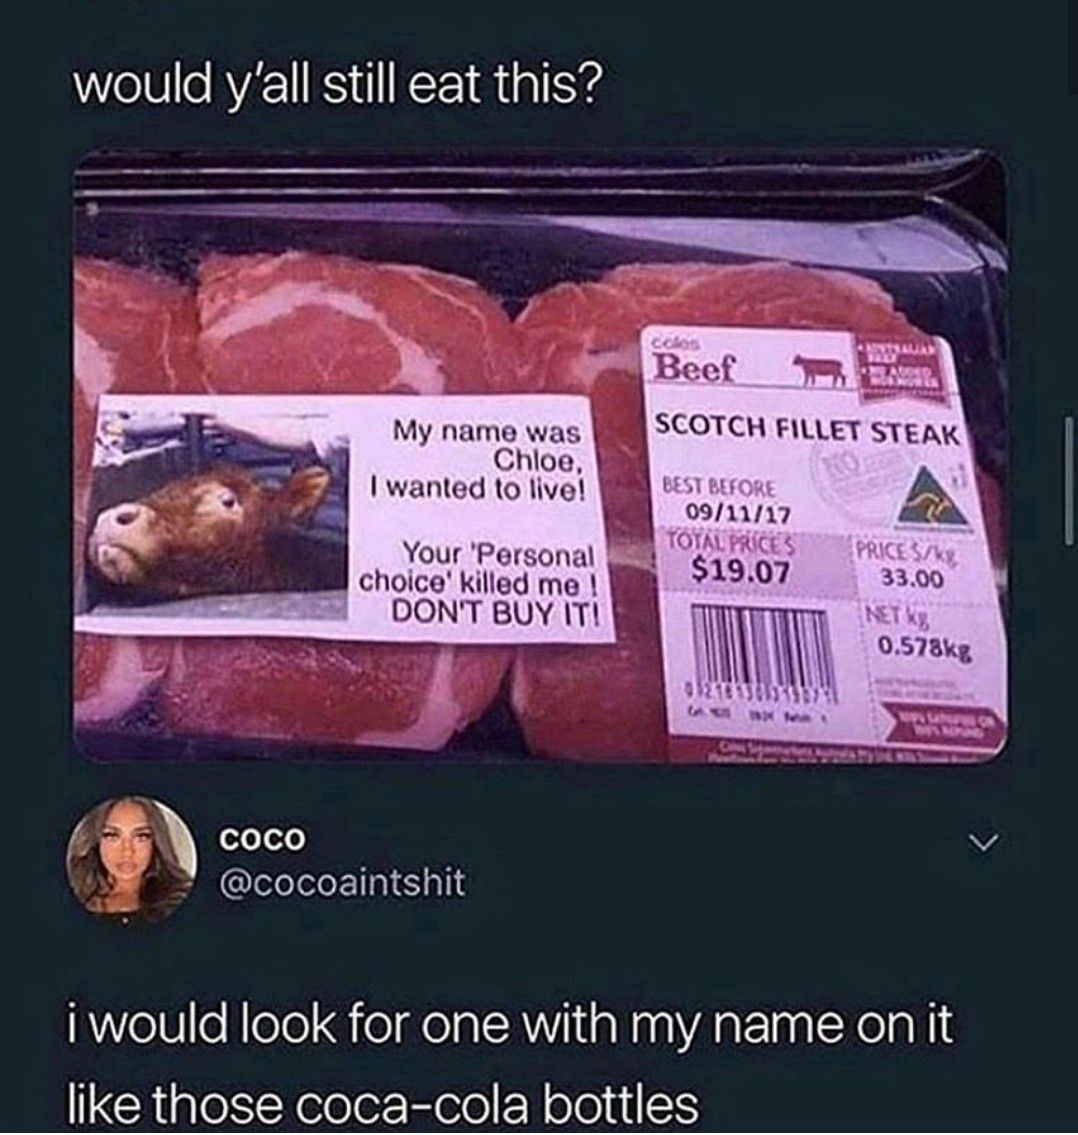 would y'all still eat this?
My name was
Chloe,
I wanted to live!
Your 'Personal
choice' killed me !
DON'T BUY IT!
coles
Beef
AUSTRALIAN
BEEF
SCOTCH FILLET STEAK
NO
BEST BEFORE
09/11/17
TOTAL PRICE $
$19.07
PRICE $/kg
33.00
NET kg
0.578kg
coco
@cocoaintshit
i would look for one with my name on it
like those coca-cola bottles